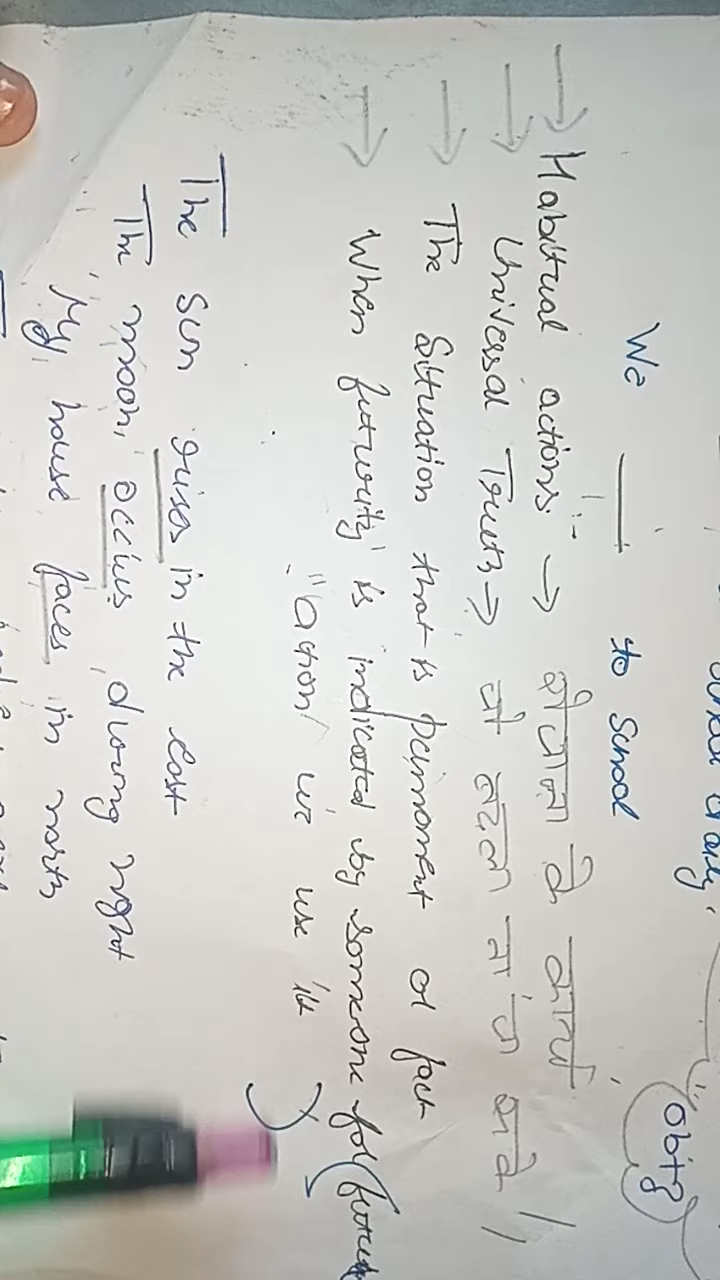 We ___ to School
→ Habitual actions :- → रोजाना के कार्य
→ Universal Truth → जो बदला ना जा सके
→ The Situation that is permanent or fact
→ When futurity is indicated by someone for (future
"action" we use it
The sun rises in the east
The moon occurs during night
My house faces in north